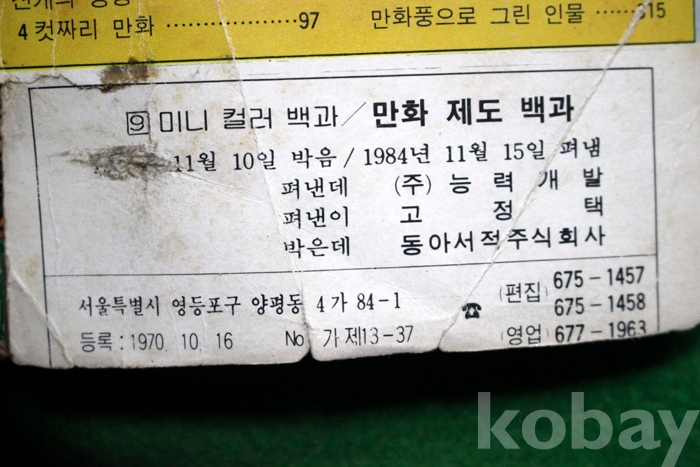 4 컷짜리 만화 ··················97
만화풍으로 그린 인물 ······315
9 미니 컬러 백과/만화 제도 백과
11월 10일 박음 / 1984년 11월 15일 펴냄
펴낸데 (주) 능력개발
펴낸이 고 정 택
박은데 동아서적주식회사
서울특별시 영등포구 양평동 4 가 84-1
등록 : 1970. 10. 16 No 가 제13-37
☎ (편집) 675-1457
675-1458
(영업) 677-1963
kobay